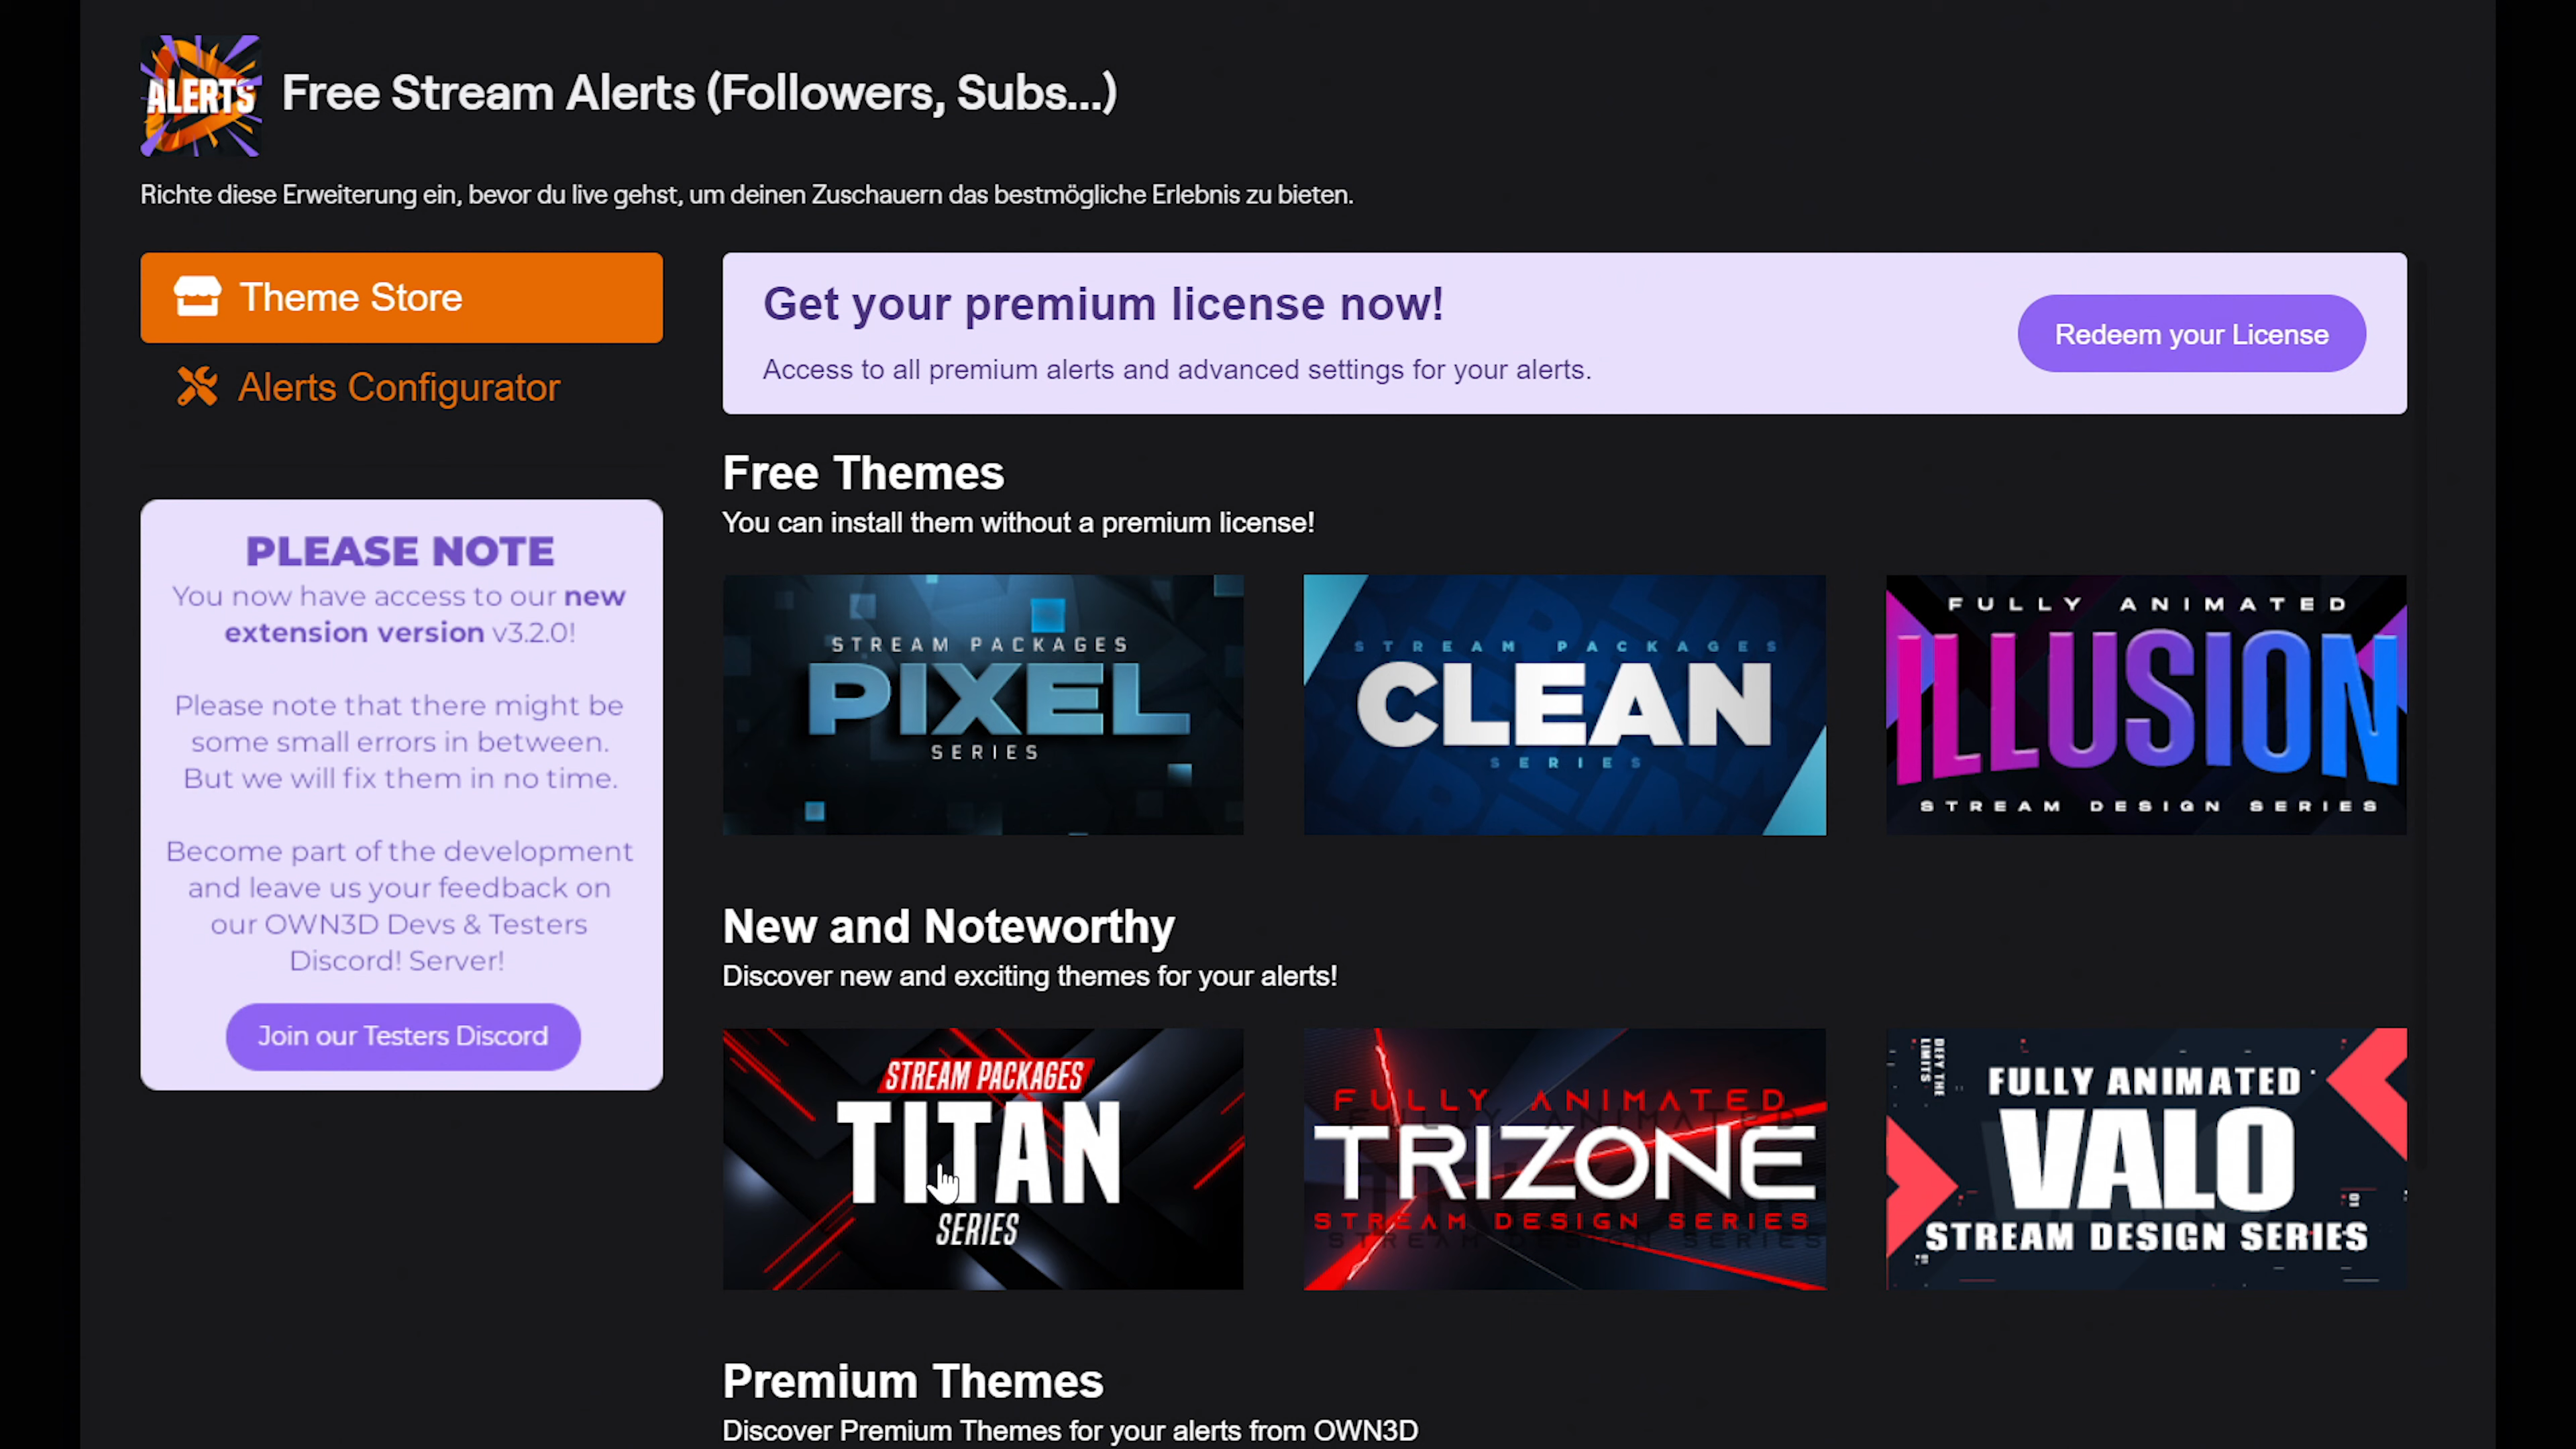 ALERTS
Free Stream Alerts (Followers, Subs...)
Richte diese Erweiterung ein, bevor du live gehst, um deinen Zuschauern das bestmögliche Erlebnis zu bieten.
Theme Store
Alerts Configurator
PLEASE NOTE
You now have access to our new
extension version v3.2.0!
Please note that there might be
some small errors in between.
But we will fix them in no time.
Become part of the development
and leave us your feedback on
our OWN3D Devs & Testers
Discord! Server!
Join our Testers Discord
Get your premium license now!
Access to all premium alerts and advanced settings for your alerts.
Redeem your License
Free Themes
You can install them without a premium license!
STREAM PACKAGES
PIXEL
SERIES
STREAM PACKAGES
CLEAN
SERIES
FULLY ANIMATED
ILLUSION
STREAM DESIGN SERIES
New and Noteworthy
Discover new and exciting themes for your alerts!
STREAM PACKAGES
TITAN
SERIES
FULLY ANIMATED
TRIZONE
STREAM DESIGN SERIES
DEFY THE
LIMITS
FULLY ANIMATED
VALO
STREAM DESIGN SERIES
Premium Themes
Discover Premium Themes for your alerts from OWN3D